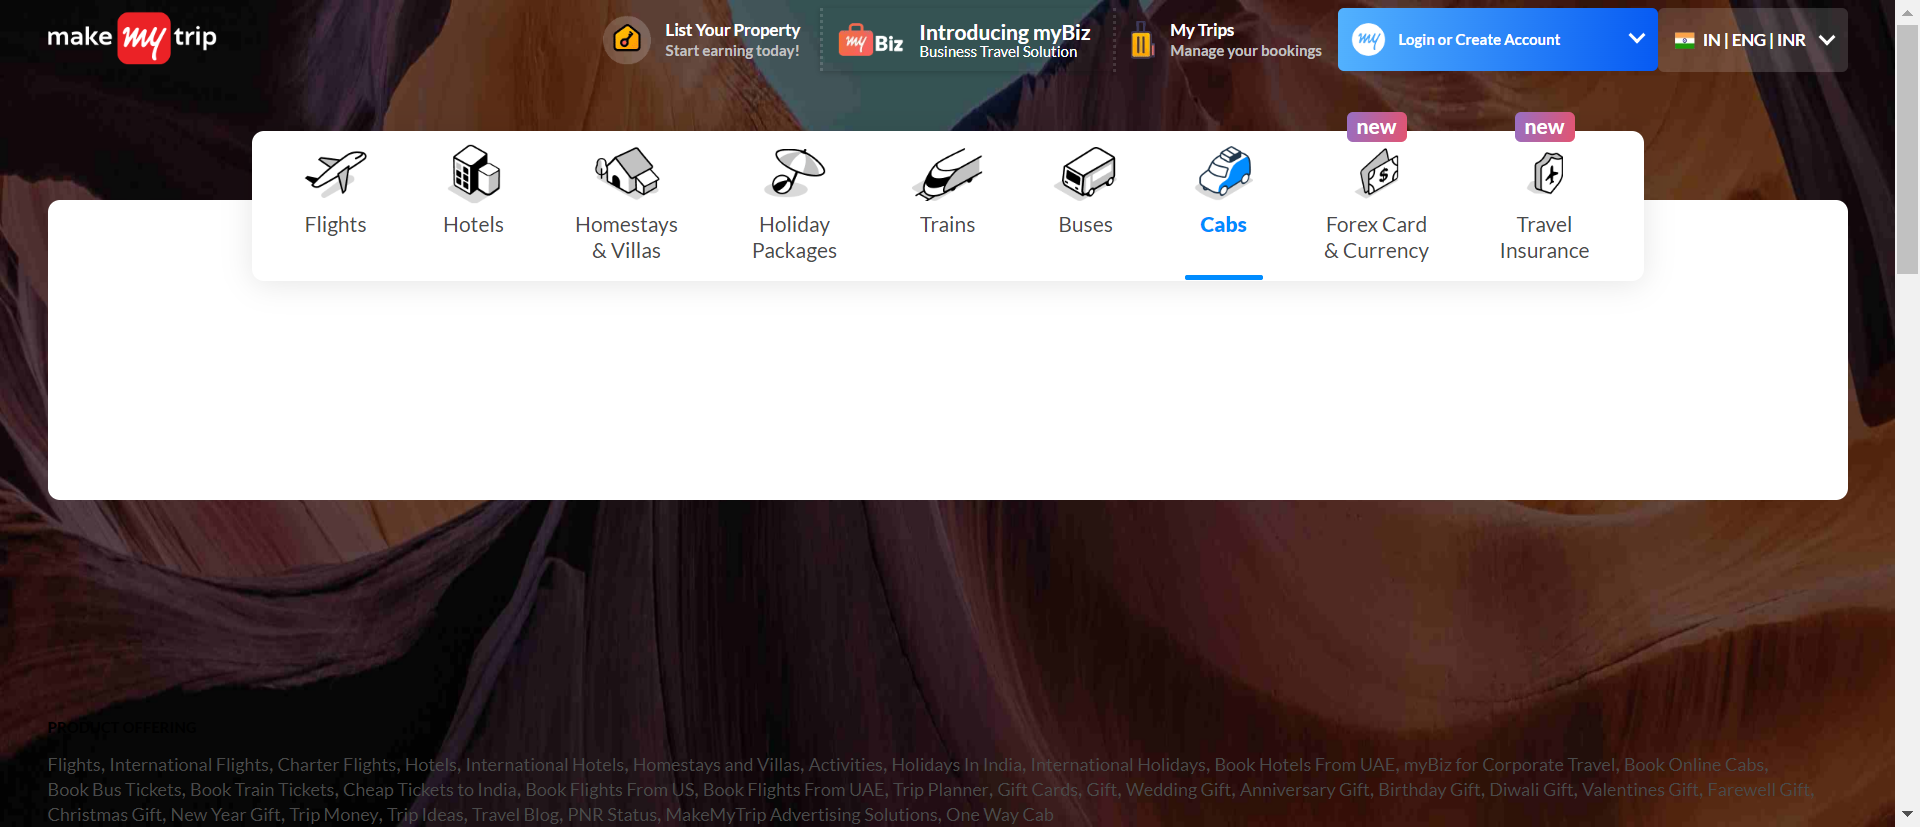 make my trip
List Your Property
Start earning today!
my Biz
Introducing myBiz
Business Travel Solution
My Trips
Manage your bookings
my
Login or Create Account
IN | ENG | INR
new
new
Flights
Hotels
Homestays
& Villas
Holiday
Packages
Trains
Buses
Cabs
Forex Card
& Currency
Travel
Insurance
PRODUCT OFFERING
Flights, International Flights, Charter Flights, Hotels, International Hotels, Homestays and Villas, Activities, Holidays In India, International Holidays, Book Hotels From UAE, myBiz for Corporate Travel, Book Online Cabs,
Book Bus Tickets, Book Train Tickets, Cheap Tickets to India, Book Flights From US, Book Flights From UAE, Trip Planner, Gift Cards, Gift, Wedding Gift, Anniversary Gift, Birthday Gift, Diwali Gift, Valentines Gift, Farewell Gift,
Christmas Gift, New Year Gift, Trip Money, Trip Ideas, Travel Blog, PNR Status, MakeMyTrip Advertising Solutions, One Way Cab